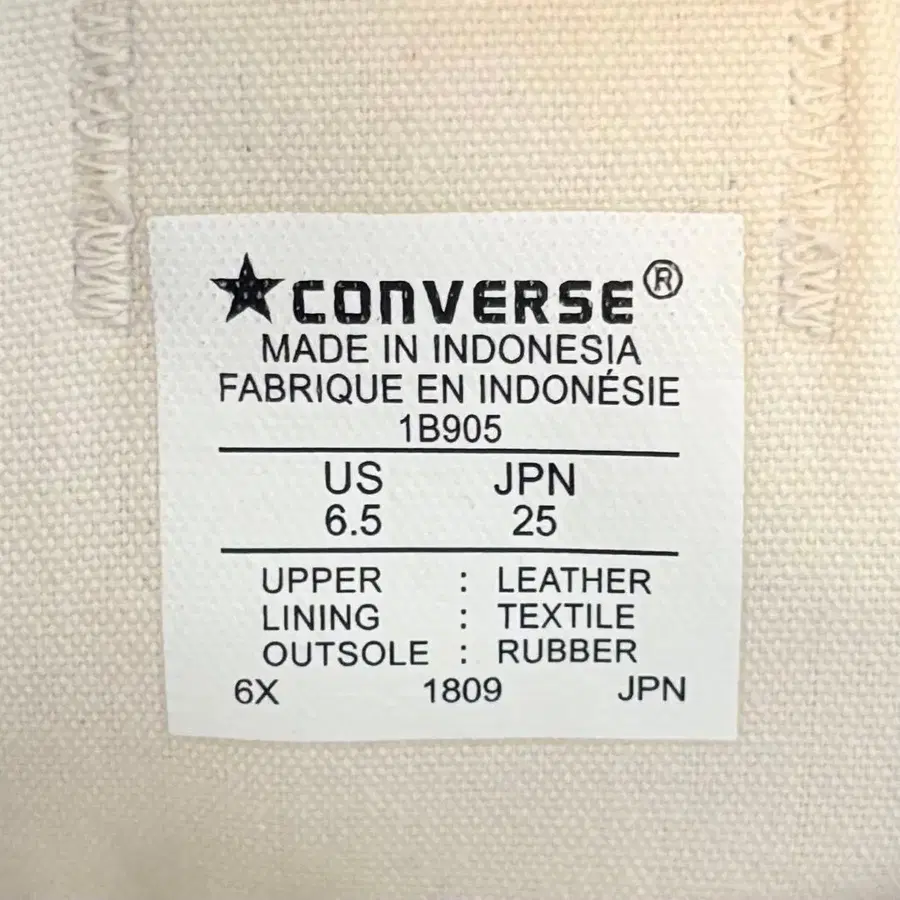 ★CONVERSE®
MADE IN INDONESIA
FABRIQUE EN INDONÉSIE
1B905
US JPN
6.5 25
UPPER : LEATHER
LINING : TEXTILE
OUTSOLE : RUBBER
6X 1809 JPN